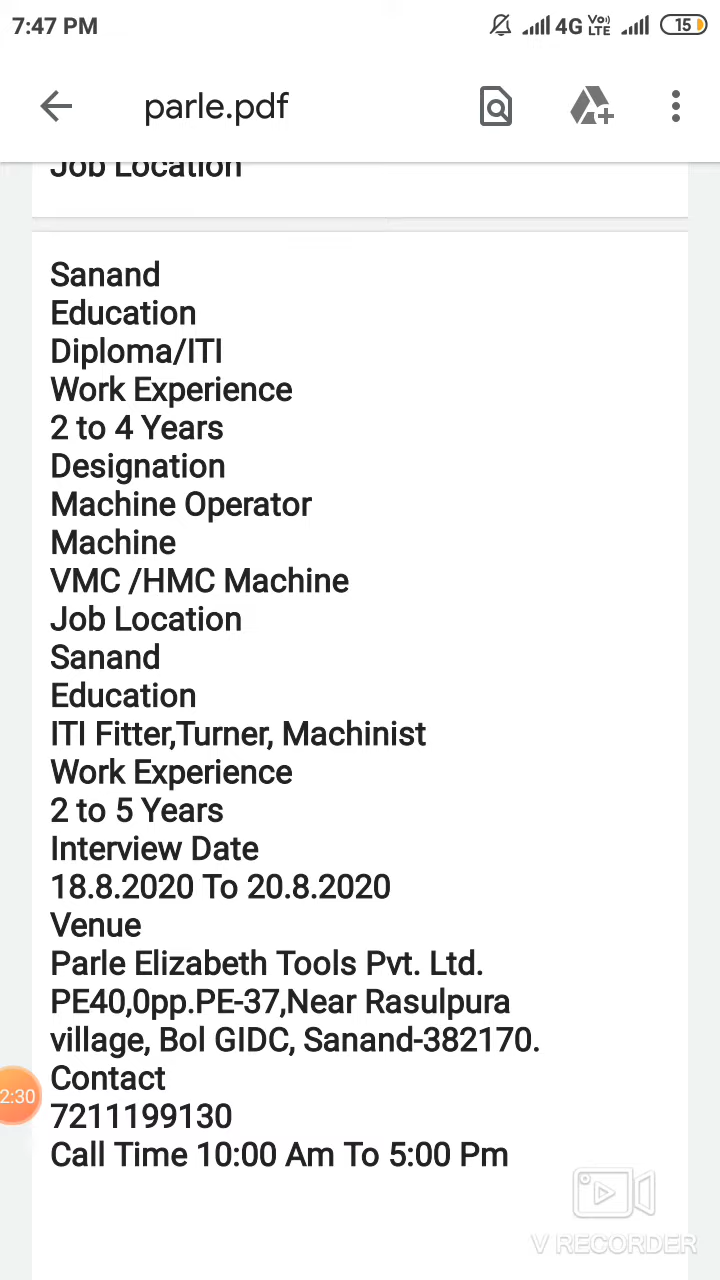 7:47 PM 4G Vo)) LTE 15
parle.pdf
Job Location
Sanand
Education
Diploma/ITI
Work Experience
2 to 4 Years
Designation
Machine Operator
Machine
VMC /HMC Machine
Job Location
Sanand
Education
ITI Fitter,Turner, Machinist
Work Experience
2 to 5 Years
Interview Date
18.8.2020 To 20.8.2020
Venue
Parle Elizabeth Tools Pvt. Ltd.
PE40,0pp.PE-37,Near Rasulpura
village, Bol GIDC, Sanand-382170.
2:30 Contact
7211199130
Call Time 10:00 Am To 5:00 Pm
V RECORDER